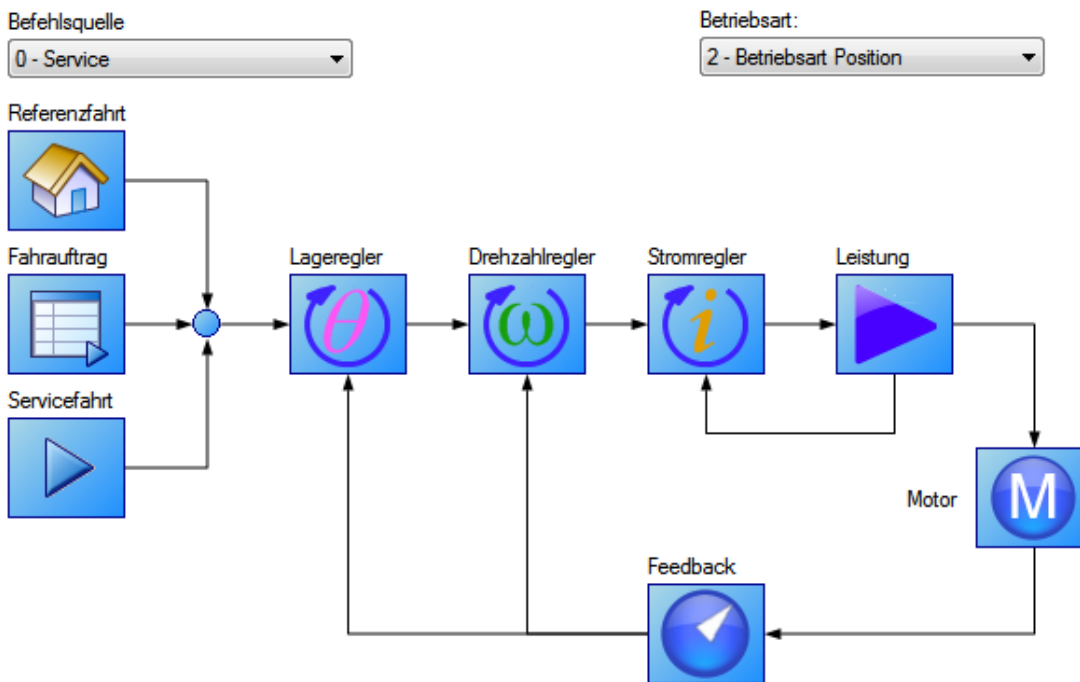 Befehlsquelle
Betriebsart:
0 - Service
2 - Betriebsart Position
Referenzfahrt
Fahrauftrag
Lageregler
Drehzahlregler
Stromregler
Leistung
θ
ω
i
Servicefahrt
Motor
M
Feedback